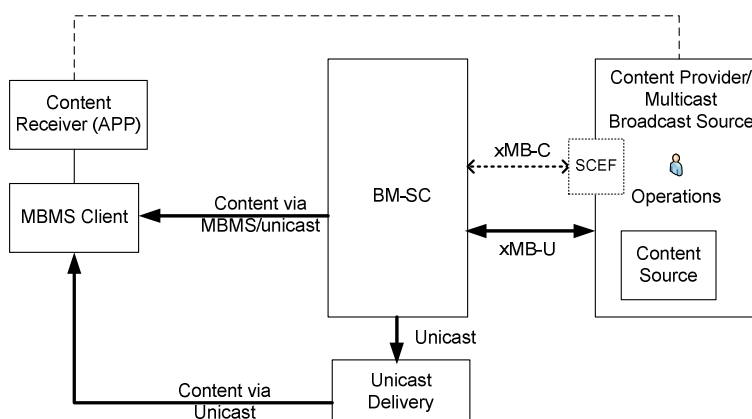 Content
Receiver (APP)
MBMS Client
Content via
MBMS/unicast
BM-SC
xMB-C
xMB-U
SCEF
Content Provider/
Multicast
Broadcast Source
Operations
Content
Source
Unicast
Unicast
Delivery
Content via
Unicast